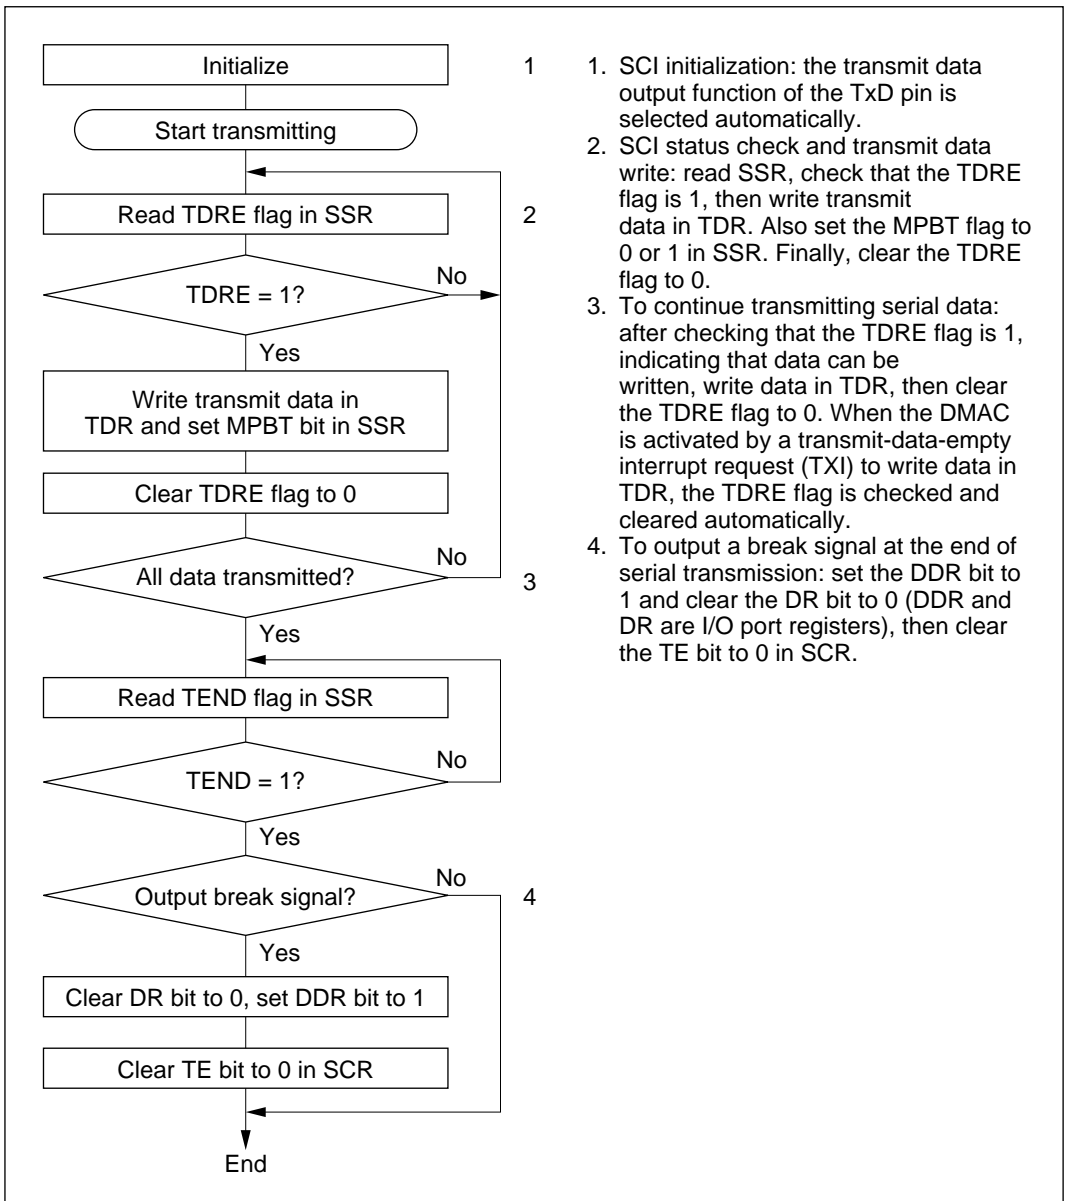 Initialize
1
Start transmitting
Read TDRE flag in SSR
2
TDRE = 1?
No
Yes
Write transmit data in
TDR and set MPBT bit in SSR
Clear TDRE flag to 0
All data transmitted?
No
3
Yes
Read TEND flag in SSR
TEND = 1?
No
Yes
Output break signal?
No
4
Yes
Clear DR bit to 0, set DDR bit to 1
Clear TE bit to 0 in SCR
End
1. SCI initialization: the transmit data
output function of the TxD pin is
selected automatically.
2. SCI status check and transmit data
write: read SSR, check that the TDRE
flag is 1, then write transmit
data in TDR. Also set the MPBT flag to
0 or 1 in SSR. Finally, clear the TDRE
flag to 0.
3. To continue transmitting serial data:
after checking that the TDRE flag is 1,
indicating that data can be
written, write data in TDR, then clear
the TDRE flag to 0. When the DMAC
is activated by a transmit-data-empty
interrupt request (TXI) to write data in
TDR, the TDRE flag is checked and
cleared automatically.
4. To output a break signal at the end of
serial transmission: set the DDR bit to
1 and clear the DR bit to 0 (DDR and
DR are I/O port registers), then clear
the TE bit to 0 in SCR.